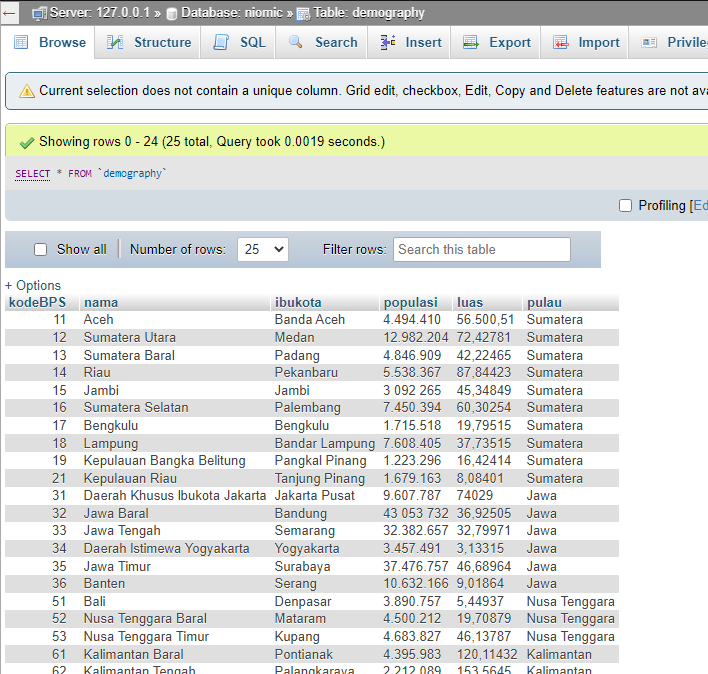 Server: 127.0.0.1 » Database: niomic » Table: demography
Browse Structure SQL Search Insert Export Import Privile
Current selection does not contain a unique column. Grid edit, checkbox, Edit, Copy and Delete features are not ava
Showing rows 0 - 24 (25 total, Query took 0.0019 seconds.)
SELECT * FROM `demography`
Profiling [Ed
Show all Number of rows: 25 Filter rows: Search this table
+ Options
kodeBPS nama ibukota populasi luas pulau
11 Aceh Banda Aceh 4.494.410 56.500,51 Sumatera
12 Sumatera Utara Medan 12.982.204 72,42781 Sumatera
13 Sumatera Baral Padang 4.846.909 42,22465 Sumatera
14 Riau Pekanbaru 5.538.367 87,84423 Sumatera
15 Jambi Jambi 3 092.265 45,34849 Sumatera
16 Sumatera Selatan Palembang 7.450.394 60,30254 Sumatera
17 Bengkulu Bengkulu 1.715.518 19,79515 Sumatera
18 Lampung Bandar Lampung 7.608.405 37,73515 Sumatera
19 Kepulauan Bangka Belitung Pangkal Pinang 1.223.296 16,42414 Sumatera
21 Kepulauan Riau Tanjung Pinang 1.679.163 8,08401 Sumatera
31 Daerah Khusus Ibukota Jakarta Jakarta Pusat 9.607.787 74029 Jawa
32 Jawa Baral Bandung 43 053 732 36,92505 Jawa
33 Jawa Tengah Semarang 32.382.657 32,79971 Jawa
34 Daerah Istimewa Yogyakarta Yogyakarta 3.457.491 3,13315 Jawa
35 Jawa Timur Surabaya 37.476.757 46,68964 Jawa
36 Banten Serang 10.632.166 9,01864 Jawa
51 Bali Denpasar 3.890.757 5,44937 Nusa Tenggara
52 Nusa Tenggara Baral Mataram 4.500.212 19,70879 Nusa Tenggara
53 Nusa Tenggara Timur Kupang 4.683.827 46,13787 Nusa Tenggara
61 Kalimantan Baral Pontianak 4.395.983 120,11432 Kalimantan
62 Kalimantan Tengah Palangkaraya 2.212.089 153,5645 Kalimantan